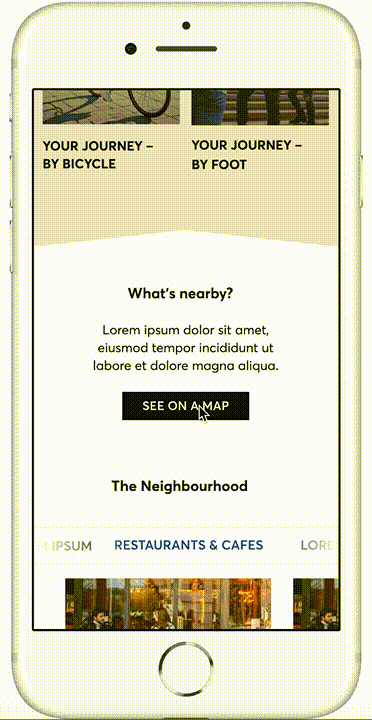 YOUR JOURNEY –
BY BICYCLE
YOUR JOURNEY –
BY FOOT
What's nearby?
Lorem ipsum dolor sit amet,
eiusmod tempor incididunt ut
labore et dolore magna aliqua.
SEE ON A MAP
The Neighbourhood
IPSUM RESTAURANTS & CAFES LORE